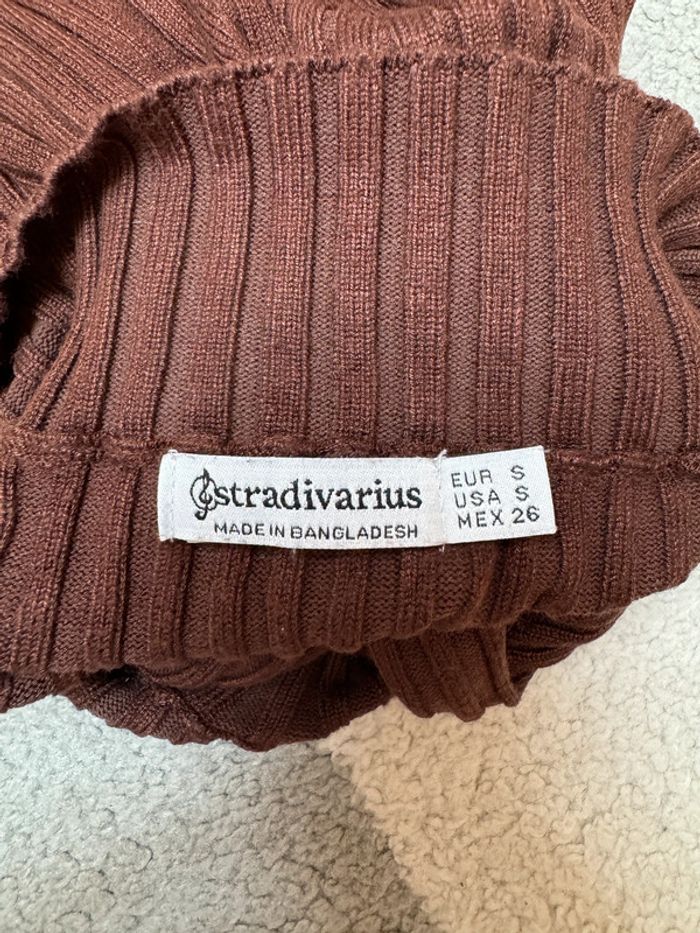 stradivarius
MADE IN BANGLADESH
EUR S
USA S
MEX 26